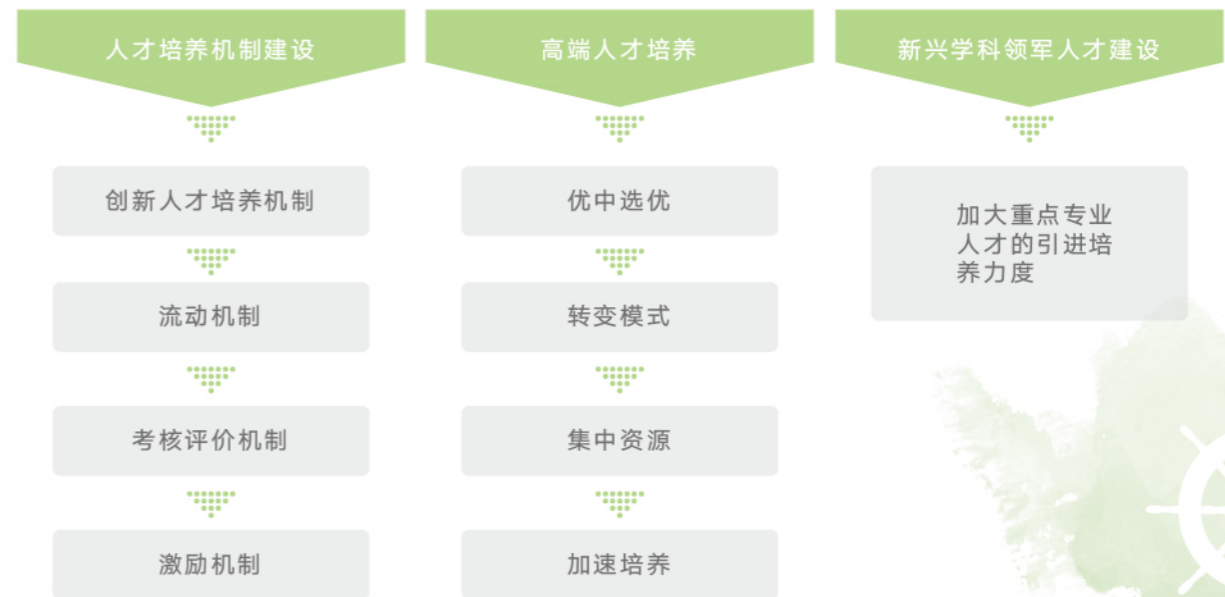 人才培养机制建设
创新人才培养机制
流动机制
考核评价机制
激励机制
高端人才培养
优中选优
转变模式
集中资源
加速培养
新兴学科领军人才建设
加大重点专业
人才的引进培
养力度